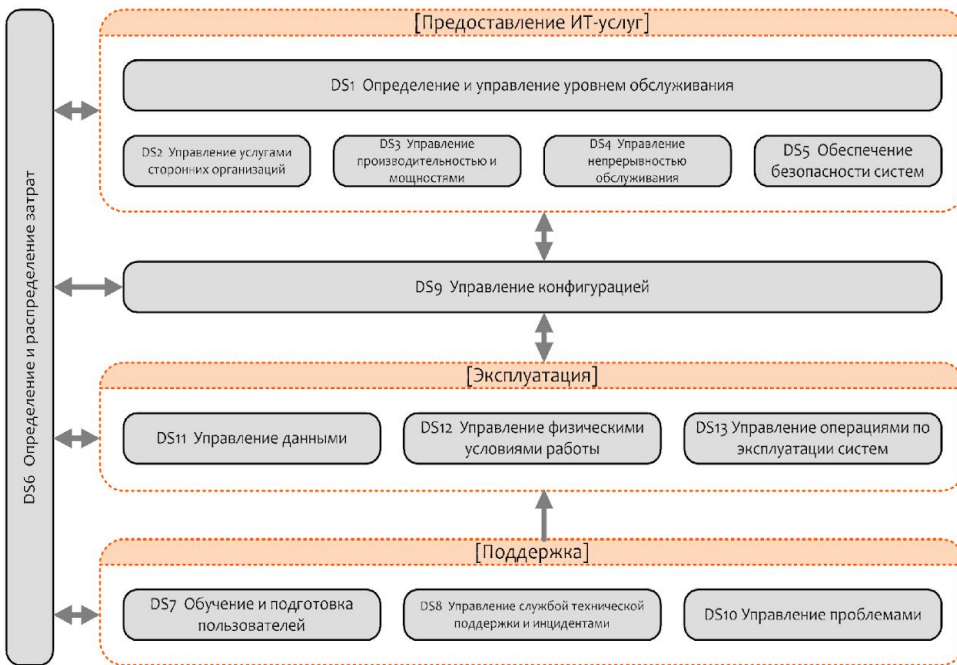 DS6 Определение и распределение затрат
[Предоставление ИТ-услуг]
DS1 Определение и управление уровнем обслуживания
DS2 Управление услугами
сторонних организаций
DS3 Управление
производительностью и
мощностями
DS4 Управление
непрерывностью
обслуживания
DS5 Обеспечение
безопасности систем
DS9 Управление конфигурацией
[Эксплуатация]
DS11 Управление данными
DS12 Управление физическими
условиями работы
DS13 Управление операциями по
эксплуатации систем
[Поддержка]
DS7 Обучение и подготовка
пользователей
DS8 Управление службой технической
поддержки и инцидентами
DS10 Управление проблемами